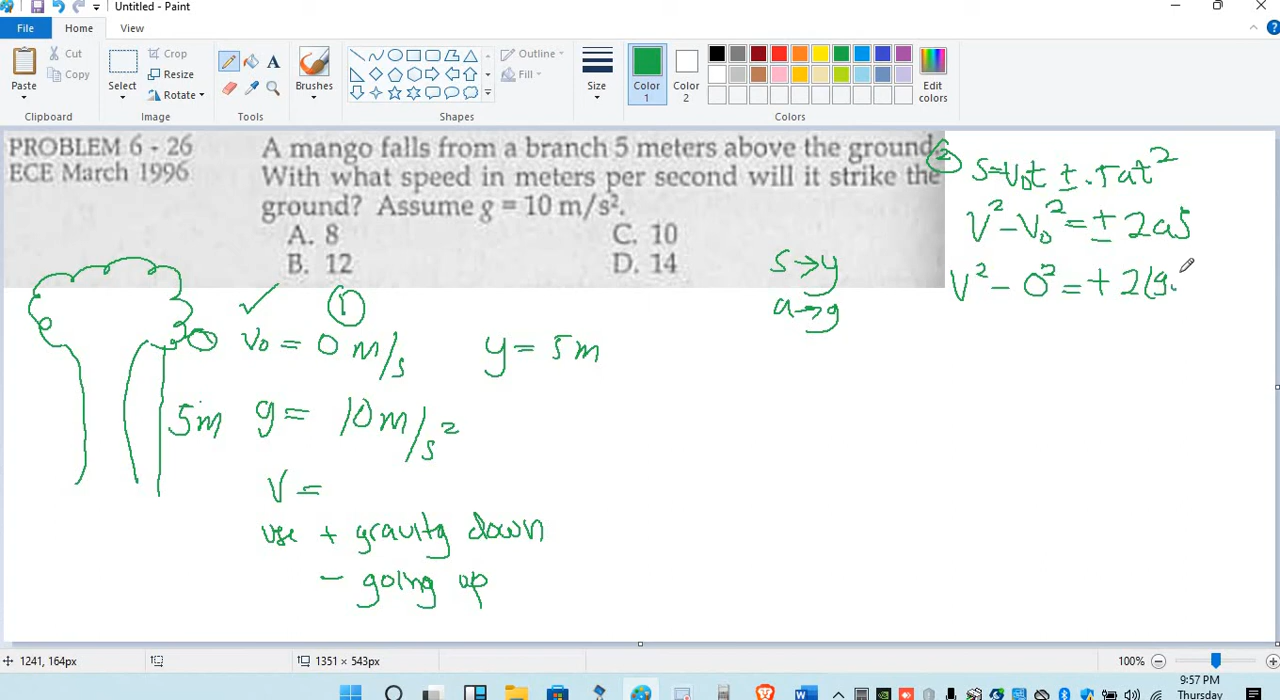 Untitled - Paint
File Home View
Paste Cut Copy
Clipboard
Select Crop Resize Rotate
Image
A
Tools
Brushes
Outline Fill
Shapes
Size
Color 1
Color 2
Edit colors
Colors
PROBLEM 6 - 26
ECE March 1996
A mango falls from a branch 5 meters above the ground.
With what speed in meters per second will it strike the
ground? Assume g = 10 m/s².
A. 8
C. 10
B. 12
D. 14
② S=V₀t ± .5at²
V² - V₀² = ± 2aS
V² - 0² = + 2(g.
S→y
a→g
①
V₀ = 0 m/s
y = 5m
5m
g = 10m/s²
V =
use + gravity down
- going up
1241, 164px
1351 × 543px
100%
9:57 PM
Thursday